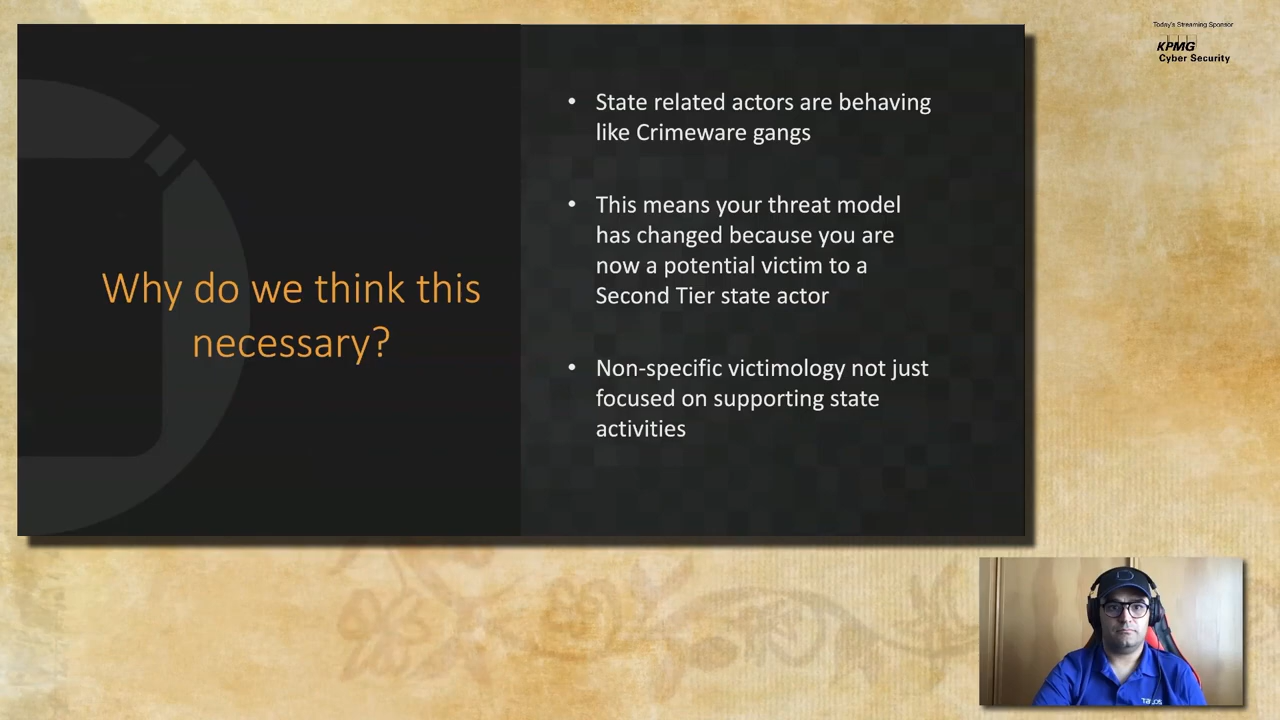 Today's Streaming Sponsor
KPMG
Cyber Security
Why do we think this
necessary?
• State related actors are behaving
like Crimeware gangs
• This means your threat model
has changed because you are
now a potential victim to a
Second Tier state actor
• Non-specific victimology not just
focused on supporting state
activities